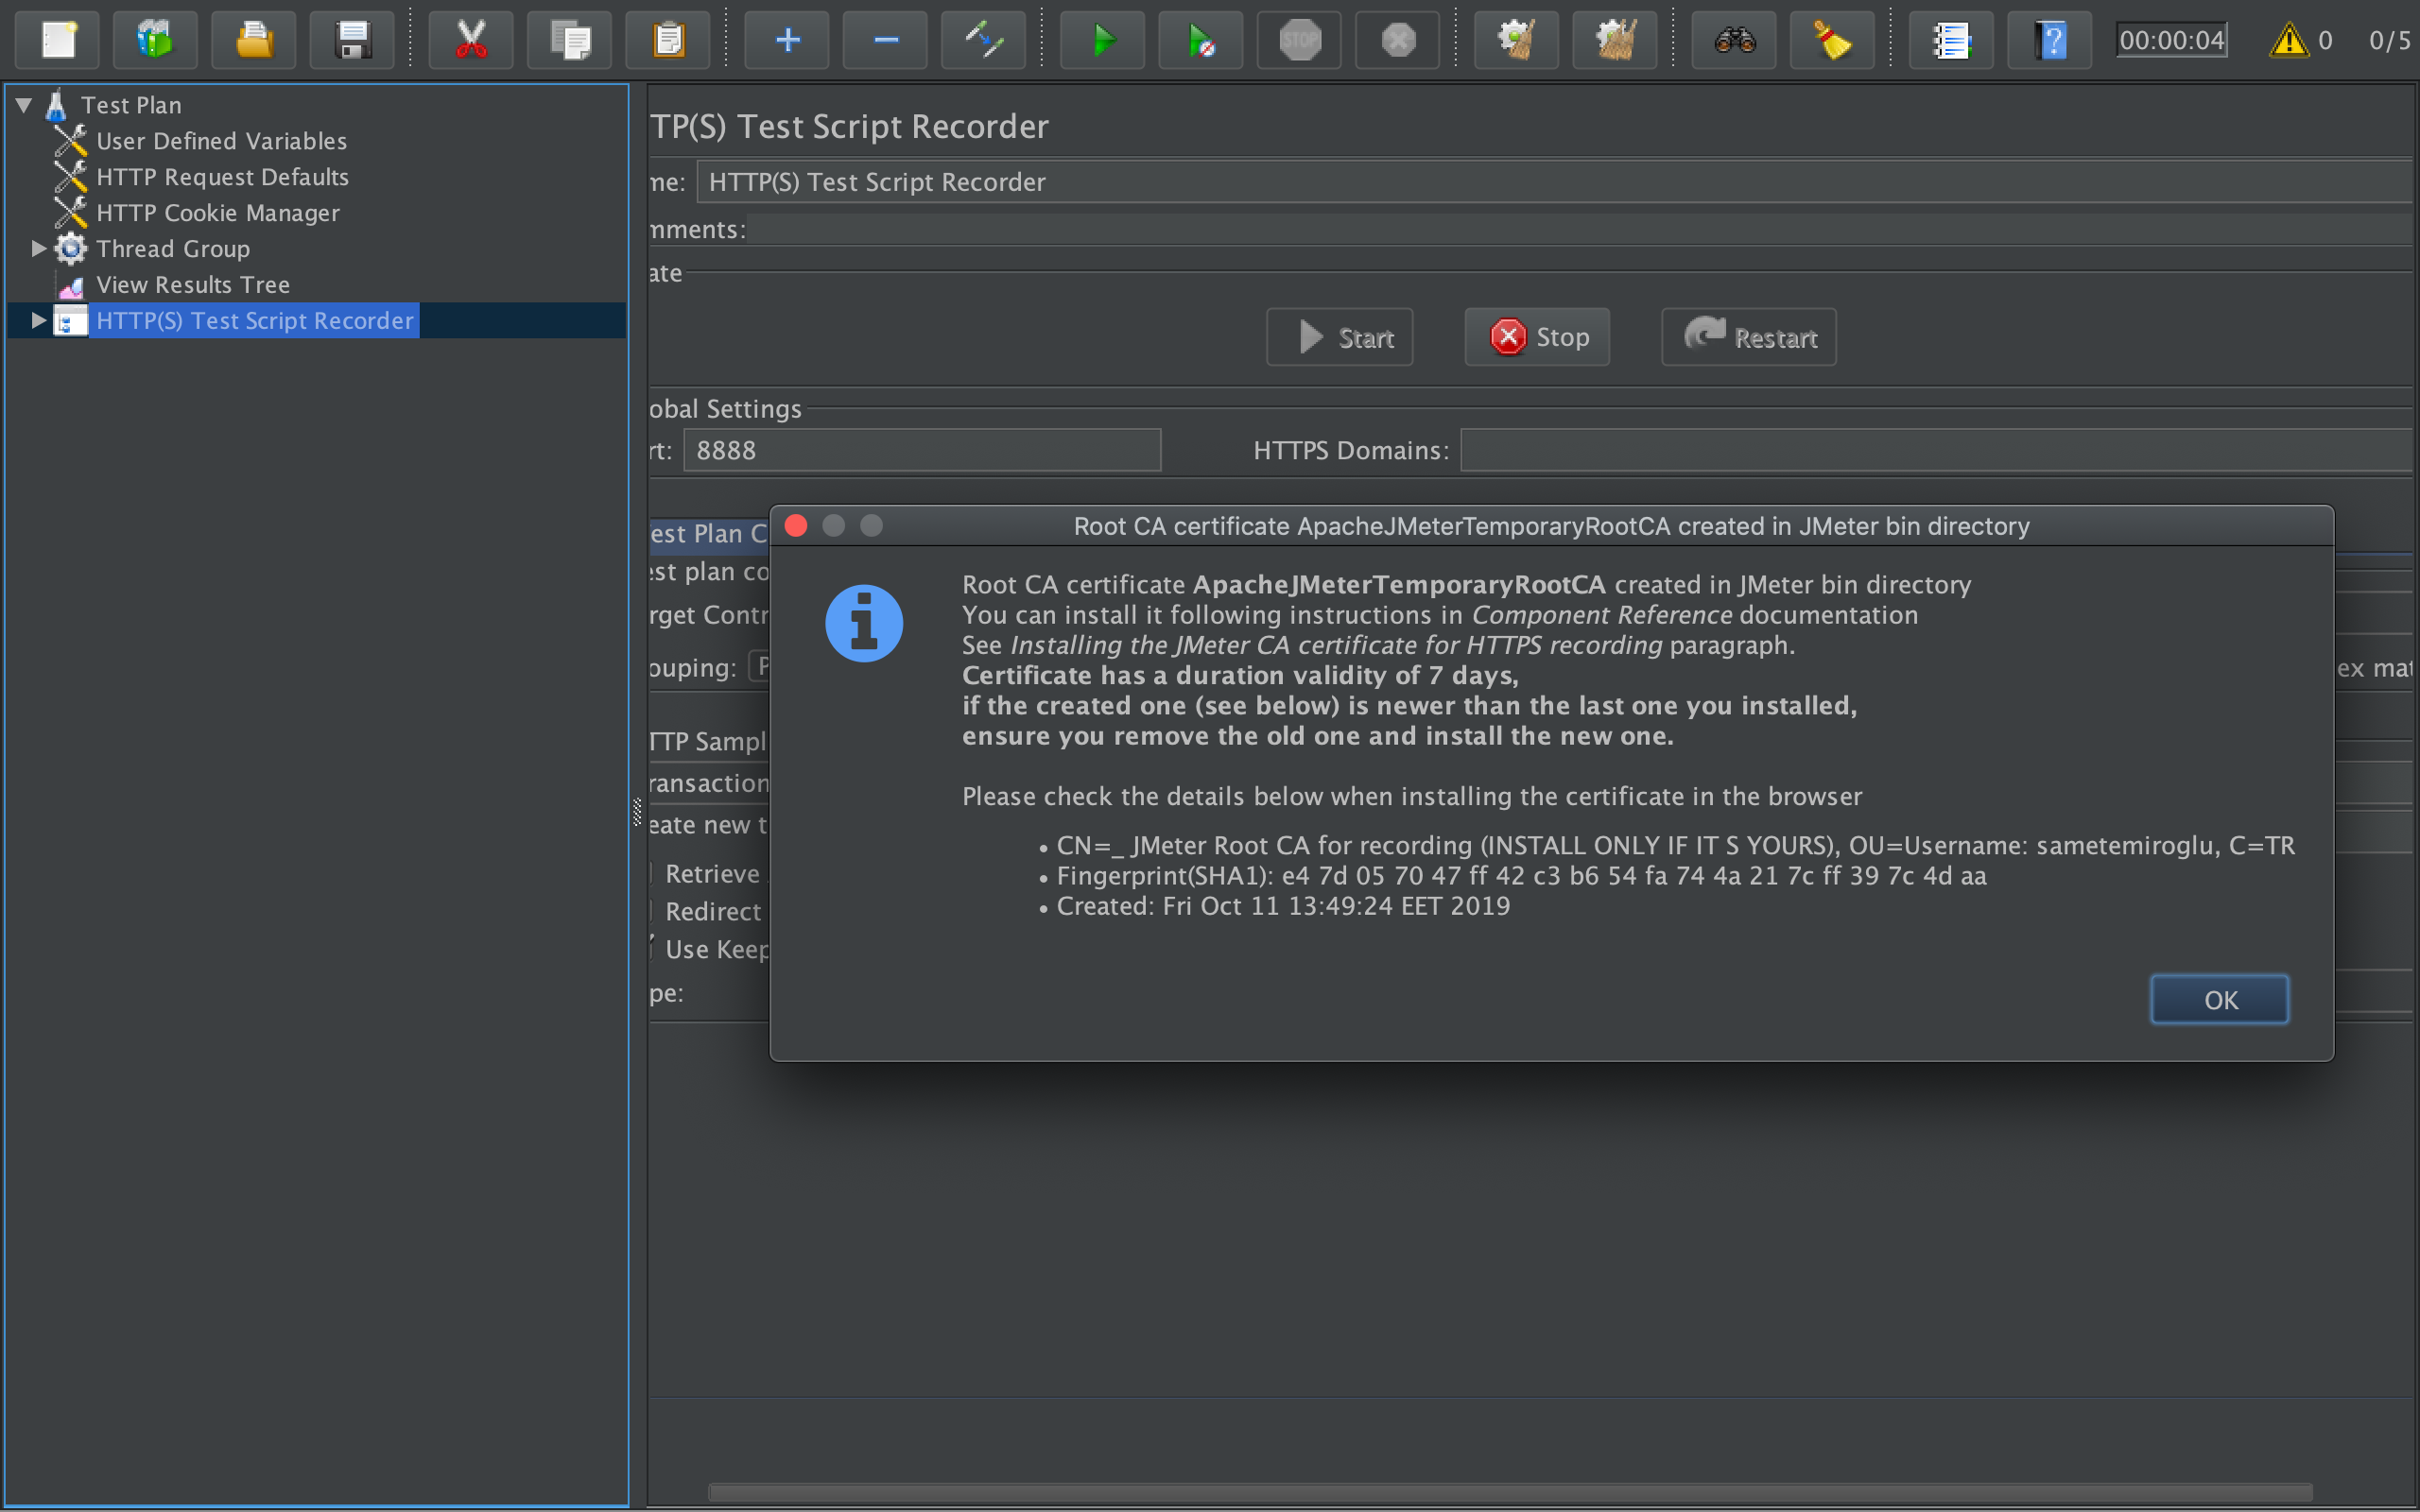 STOP
00:00:04
0
0/5
Test Plan
User Defined Variables
HTTP Request Defaults
HTTP Cookie Manager
Thread Group
View Results Tree
HTTP(S) Test Script Recorder
TP(S) Test Script Recorder
me: HTTP(S) Test Script Recorder
mments:
ate
Start
Stop
Restart
obal Settings
rt: 8888
HTTPS Domains:
est Plan C
est plan co
rget Contr
ouping: P
ex mat
TTP Sampl
ransaction
eate new t
Retrieve
Redirect
Use Keep
pe:
Root CA certificate ApacheJMeterTemporaryRootCA created in JMeter bin directory
Root CA certificate ApacheJMeterTemporaryRootCA created in JMeter bin directory
You can install it following instructions in Component Reference documentation
See Installing the JMeter CA certificate for HTTPS recording paragraph.
Certificate has a duration validity of 7 days,
if the created one (see below) is newer than the last one you installed,
ensure you remove the old one and install the new one.
Please check the details below when installing the certificate in the browser
• CN=_ JMeter Root CA for recording (INSTALL ONLY IF IT S YOURS), OU=Username: sametemiroglu, C=TR
• Fingerprint(SHA1): e4 7d 05 70 47 ff 42 c3 b6 54 fa 74 4a 21 7c ff 39 7c 4d aa
• Created: Fri Oct 11 13:49:24 EET 2019
OK